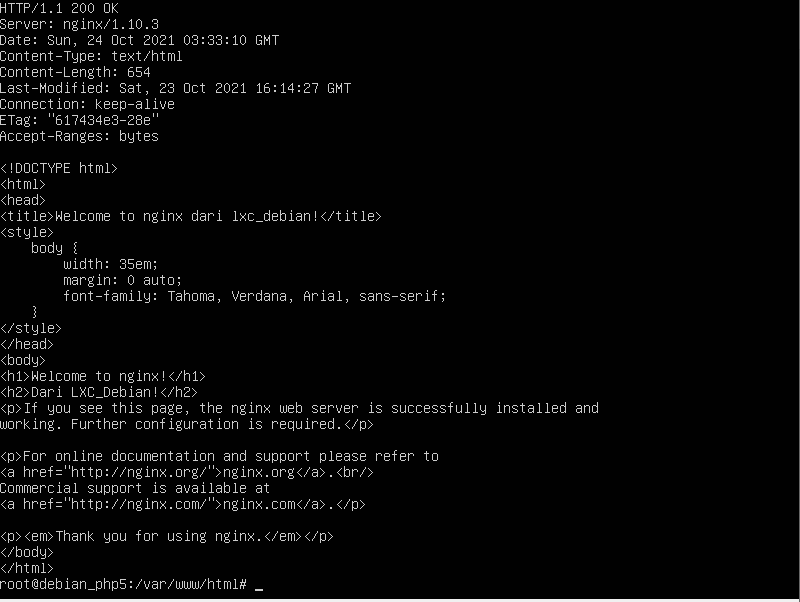 HTTP/1.1 200 OK
Server: nginx/1.10.3
Date: Sun, 24 Oct 2021 03:33:10 GMT
Content-Type: text/html
Content-Length: 654
Last-Modified: Sat, 23 Oct 2021 16:14:27 GMT
Connection: keep-alive
ETag: "617434e3-28e"
Accept-Ranges: bytes

<!DOCTYPE html>
<html>
<head>
<title>Welcome to nginx dari lxc_debian!</title>
<style>
    body {
        width: 35em;
        margin: 0 auto;
        font-family: Tahoma, Verdana, Arial, sans-serif;
    }
</style>
</head>
<body>
<h1>Welcome to nginx!</h1>
<h2>Dari LXC_Debian!</h2>
<p>If you see this page, the nginx web server is successfully installed and
working. Further configuration is required.</p>

<p>For online documentation and support please refer to
<a href="http://nginx.org/">nginx.org</a>.<br/>
Commercial support is available at
<a href="http://nginx.com/">nginx.com</a>.</p>

<p><em>Thank you for using nginx.</em></p>
</body>
</html>
root@debian_php5:/var/www/html# _